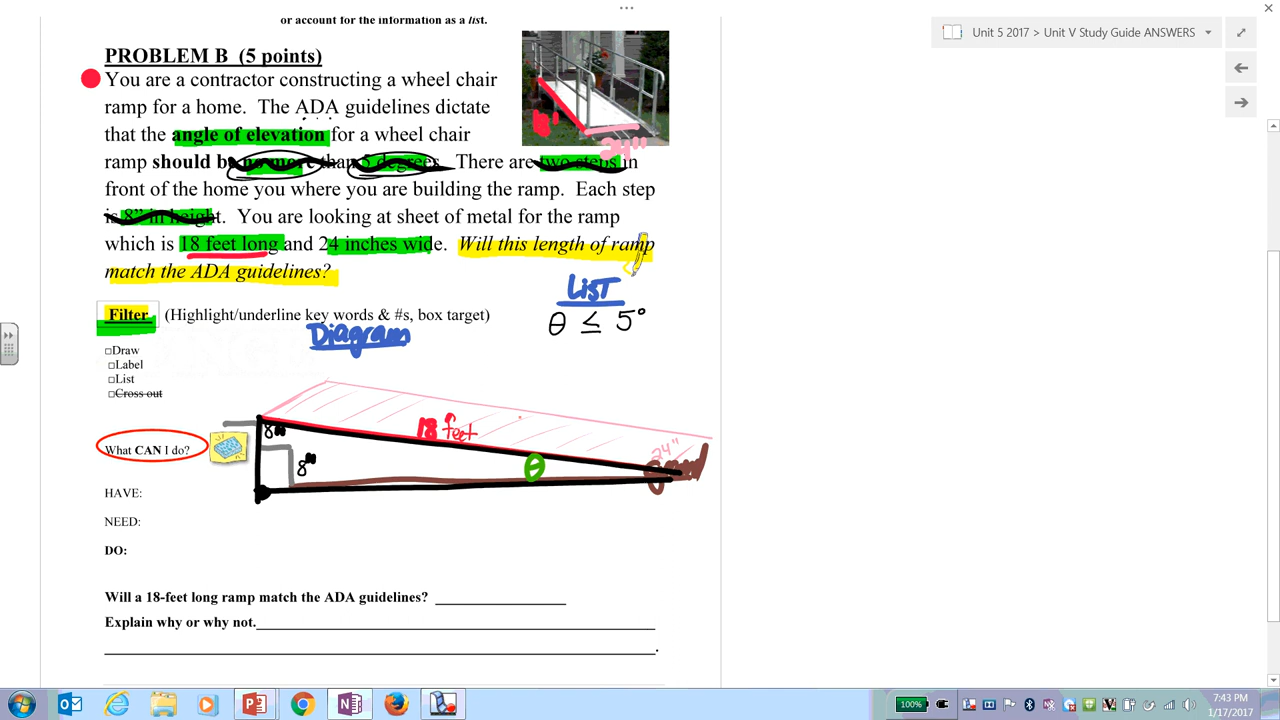 or account for the information as a list.
Unit 5 2017 > Unit V Study Guide ANSWERS
PROBLEM B (5 points)
You are a contractor constructing a wheel chair
ramp for a home. The ADA guidelines dictate
that the angle of elevation for a wheel chair
ramp should be no more than 5 degrees. There are two steps in
front of the home you where you are building the ramp. Each step
is 8” in height. You are looking at sheet of metal for the ramp
which is 18 feet long and 24 inches wide. Will this length of ramp
match the ADA guidelines?
24"
LIST
θ ≤ 5°
Filter (Highlight/underline key words & #s, box target)
Diagram
□Draw
□Label
□List
□Cross out
18 feet
8"
24"
8"
θ
What CAN I do?
HAVE:
NEED:
DO:
Will a 18-feet long ramp match the ADA guidelines?
Explain why or why not.
.
100%
7:43 PM
1/17/2017